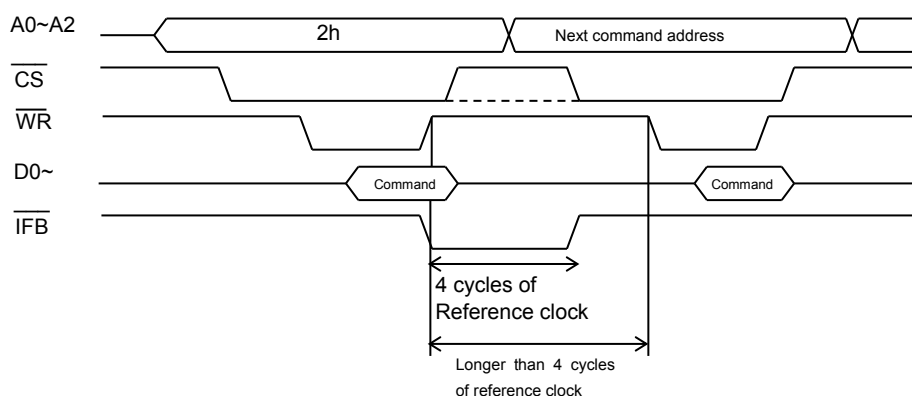 A0~A2
2h
Next command address
CS
WR
D0~
Command
Command
IFB
4 cycles of
Reference clock
Longer than 4 cycles
of reference clock